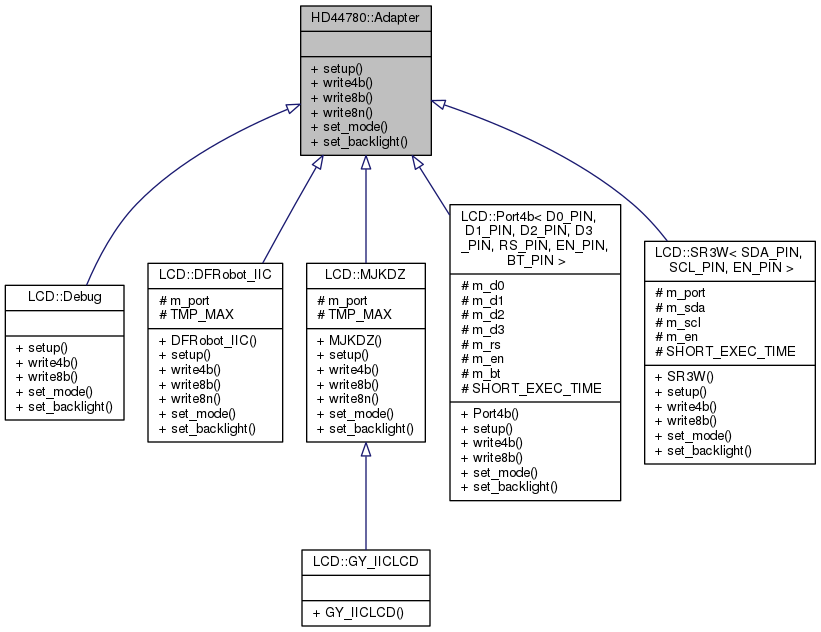 HD44780::Adapter
+ setup()
+ write4b()
+ write8b()
+ write8n()
+ set_mode()
+ set_backlight()
LCD::Debug
+ setup()
+ write4b()
+ write8b()
+ set_mode()
+ set_backlight()
LCD::DFRobot_IIC
# m_port
# TMP_MAX
+ DFRobot_IIC()
+ setup()
+ write4b()
+ write8b()
+ write8n()
+ set_mode()
+ set_backlight()
LCD::MJKDZ
# m_port
# TMP_MAX
+ MJKDZ()
+ setup()
+ write4b()
+ write8b()
+ write8n()
+ set_mode()
+ set_backlight()
LCD::Port4b< D0_PIN,
D1_PIN, D2_PIN, D3
_PIN, RS_PIN, EN_PIN,
BT_PIN >
# m_d0
# m_d1
# m_d2
# m_d3
# m_rs
# m_en
# m_bt
# SHORT_EXEC_TIME
+ Port4b()
+ setup()
+ write4b()
+ write8b()
+ set_mode()
+ set_backlight()
LCD::SR3W< SDA_PIN,
SCL_PIN, EN_PIN >
# m_port
# m_sda
# m_scl
# m_en
# SHORT_EXEC_TIME
+ SR3W()
+ setup()
+ write4b()
+ write8b()
+ set_mode()
+ set_backlight()
LCD::GY_IICLCD
+ GY_IICLCD()